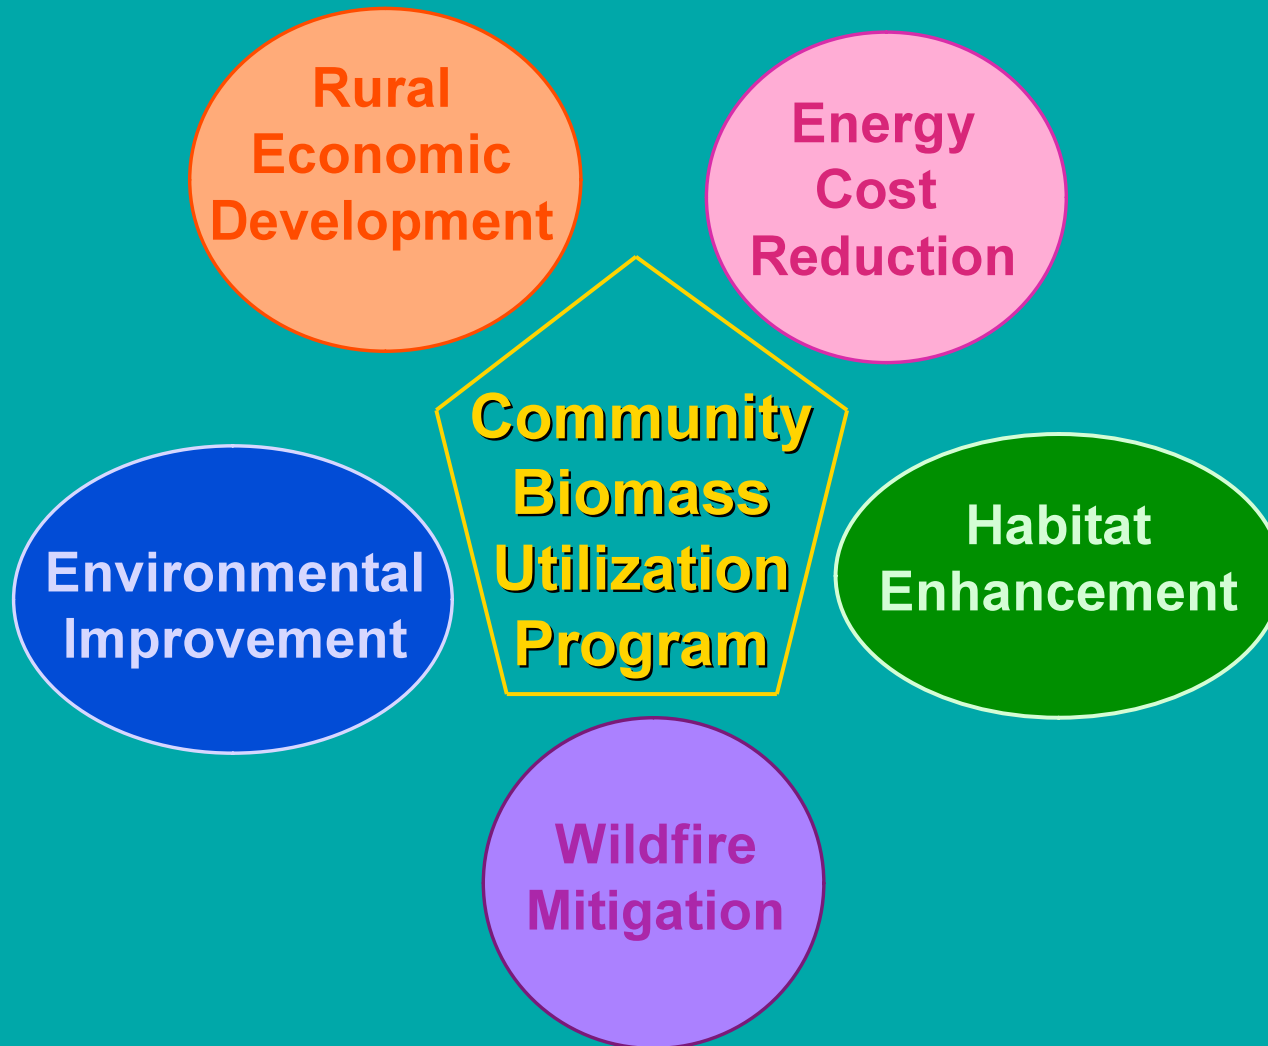 Rural
Economic
Development
Energy
Cost
Reduction
Community
Biomass
Utilization
Program
Environmental
Improvement
Habitat
Enhancement
Wildfire
Mitigation